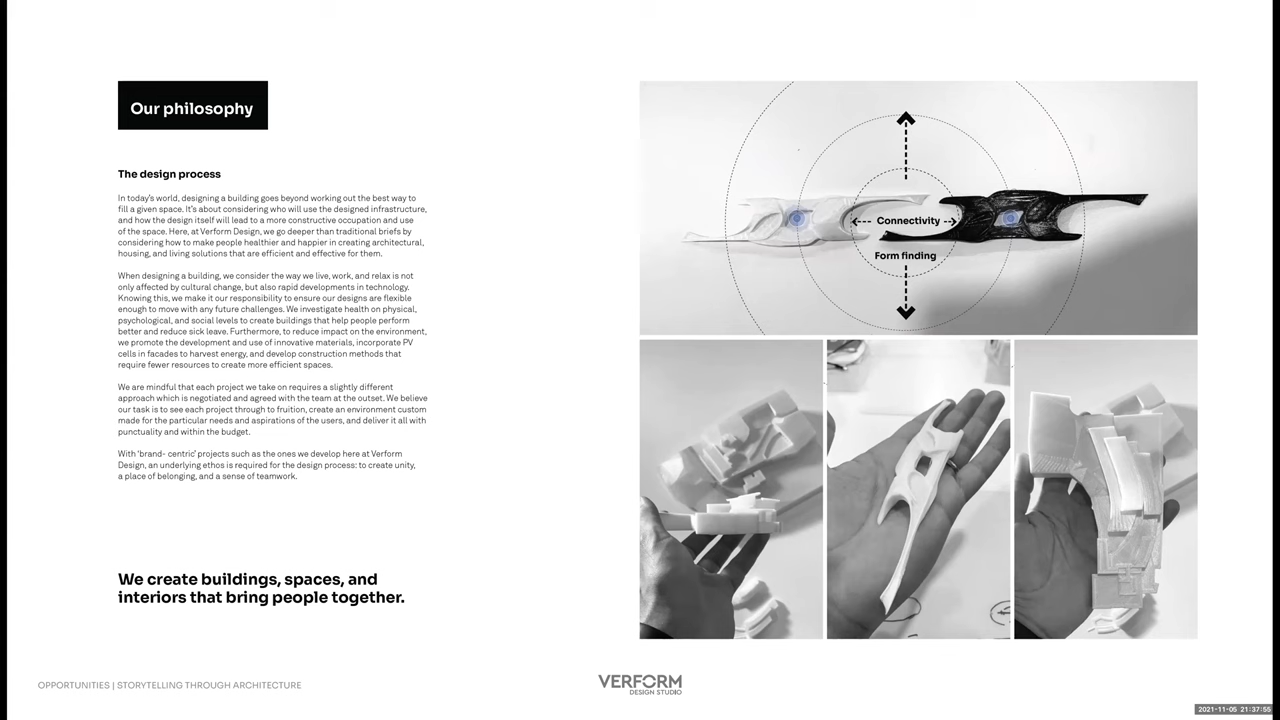 Our philosophy
The design process
In today's world, designing a building goes beyond working out the best way to
fill a given space. It's about considering who will use the designed infrastructure,
and how the design itself will lead to a more constructive occupation and use
of the space. Here, at Verform Design, we go deeper than traditional briefs by
considering how to make people healthier and happier in creating architectural,
housing, and living solutions that are efficient and effective for them.
When designing a building, we consider the way we live, work, and relax is not
only affected by cultural change, but also rapid developments in technology.
Knowing this, we make it our responsibility to ensure our designs are flexible
enough to move with any future challenges. We investigate health on physical,
psychological, and social levels to create buildings that help people perform
better and reduce sick leave. Furthermore, to reduce impact on the environment,
we promote the development and use of innovative materials, incorporate PV
cells in facades to harvest energy, and develop construction methods that
require fewer resources to create more efficient spaces.
We are mindful that each project we take on requires a slightly different
approach which is negotiated and agreed with the team at the outset. We believe
our task is to see each project through to fruition, create an environment custom
made for the particular needs and aspirations of the users, and deliver it all with
punctuality and within the budget.
With 'brand- centric' projects such as the ones we develop here at Verform
Design, an underlying ethos is required for the design process: to create unity,
a place of belonging, and a sense of teamwork.
We create buildings, spaces, and
interiors that bring people together.
Connectivity
Form finding
OPPORTUNITIES | STORYTELLING THROUGH ARCHITECTURE
VERFORM
DESIGN STUDIO
2021-11-05 21:37:55